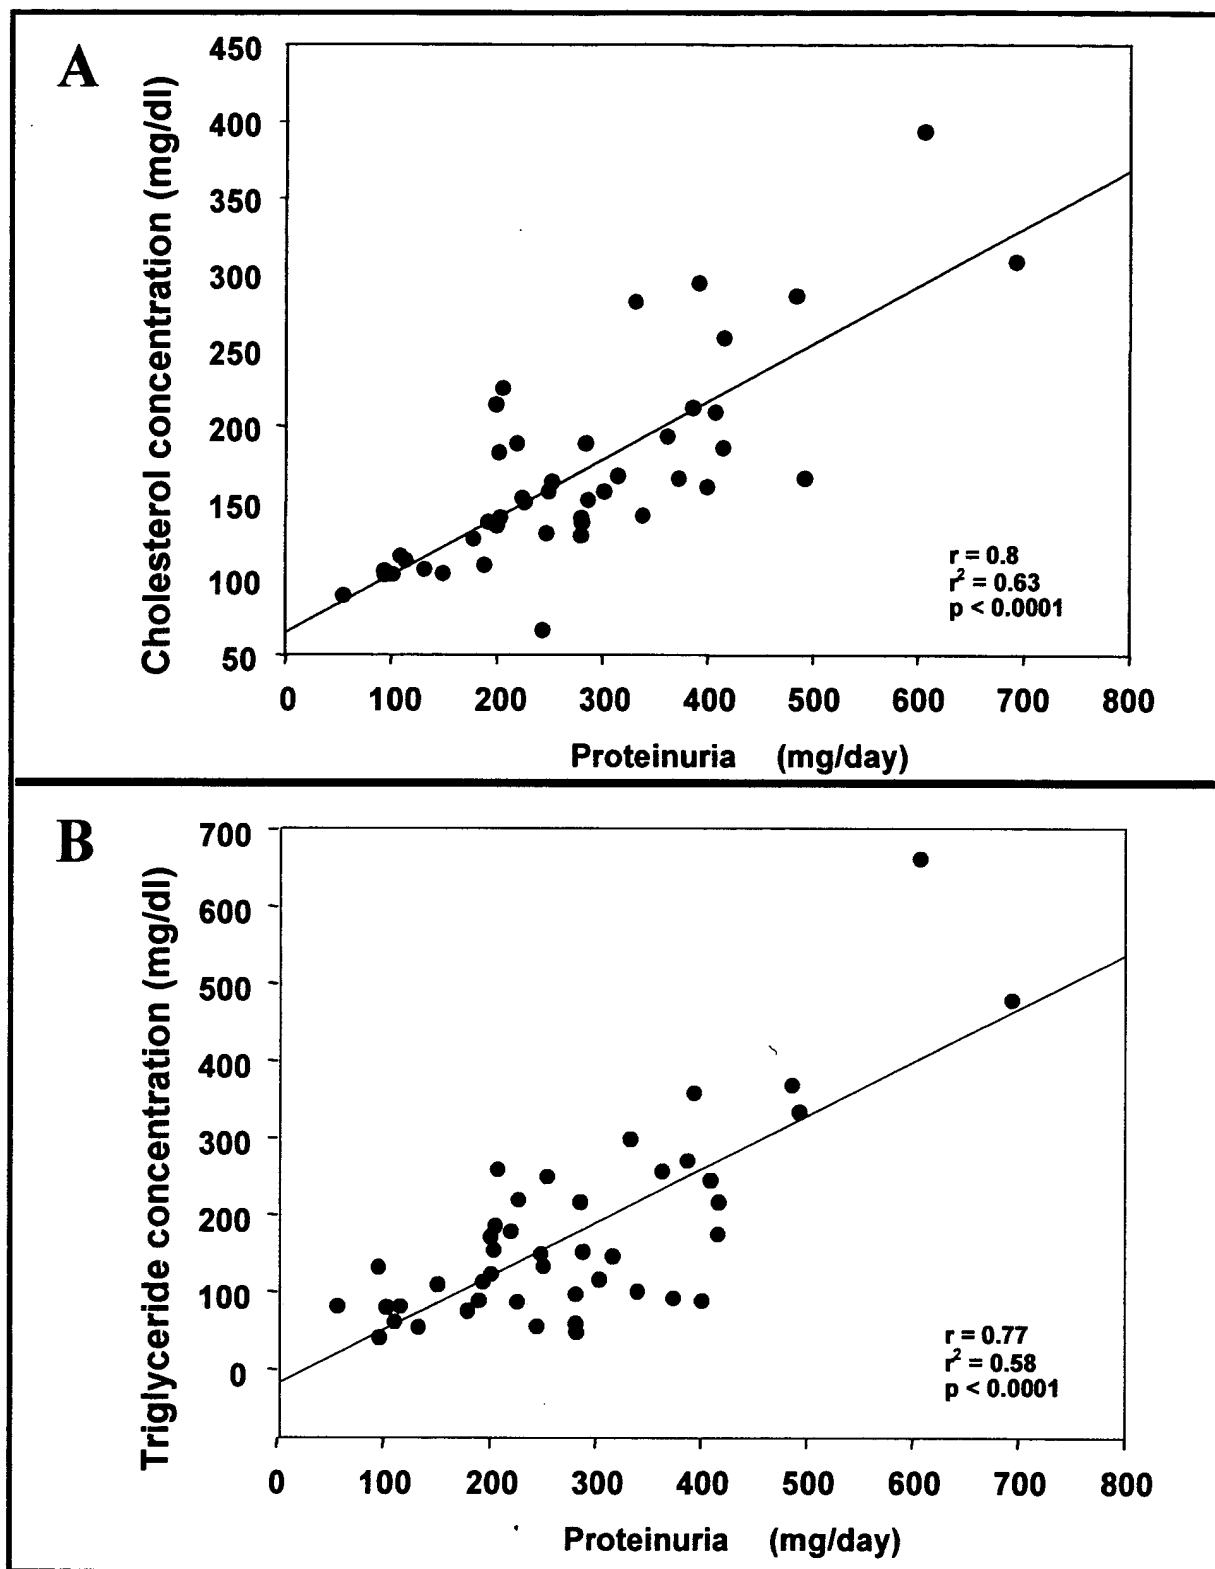 A
Cholesterol concentration (mg/dl)
450
400
350
300
250
200
150
100
50
0 100 200 300 400 500 600 700 800
Proteinuria (mg/day)
r = 0.8
r² = 0.63
p < 0.0001
B
Triglyceride concentration (mg/dl)
700
600
500
400
300
200
100
0
0 100 200 300 400 500 600 700 800
Proteinuria (mg/day)
r = 0.77
r² = 0.58
p < 0.0001